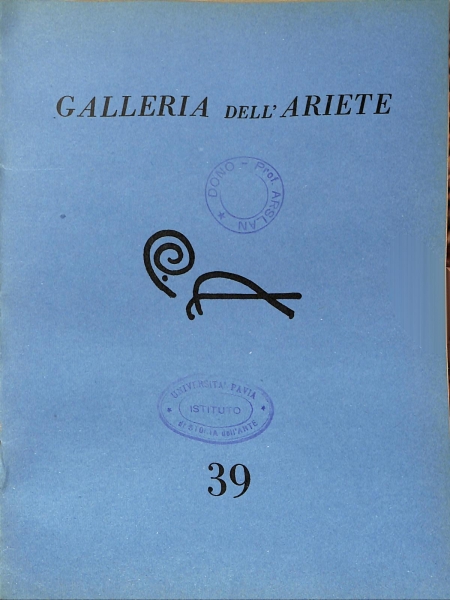 GALLERIA DELL'ARIETE
DONO - Prof. ARSLAN *
UNIVERSITA' PAVIA
ISTITUTO
DI STORIA DELL'ARTE
39